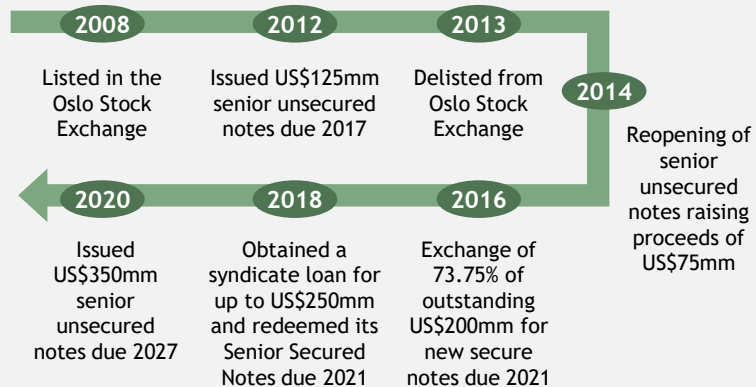 2008
Listed in the
Oslo Stock
Exchange
2012
Issued US$125mm
senior unsecured
notes due 2017
2013
Delisted from
Oslo Stock
Exchange
2014
Reopening of
senior
unsecured
notes raising
proceeds of
US$75mm
2016
Exchange of
73.75% of
outstanding
US$200mm for
new secure
notes due 2021
2018
Obtained a
syndicate loan for
up to US$250mm
and redeemed its
Senior Secured
Notes due 2021
2020
Issued
US$350mm
senior
unsecured
notes due 2027